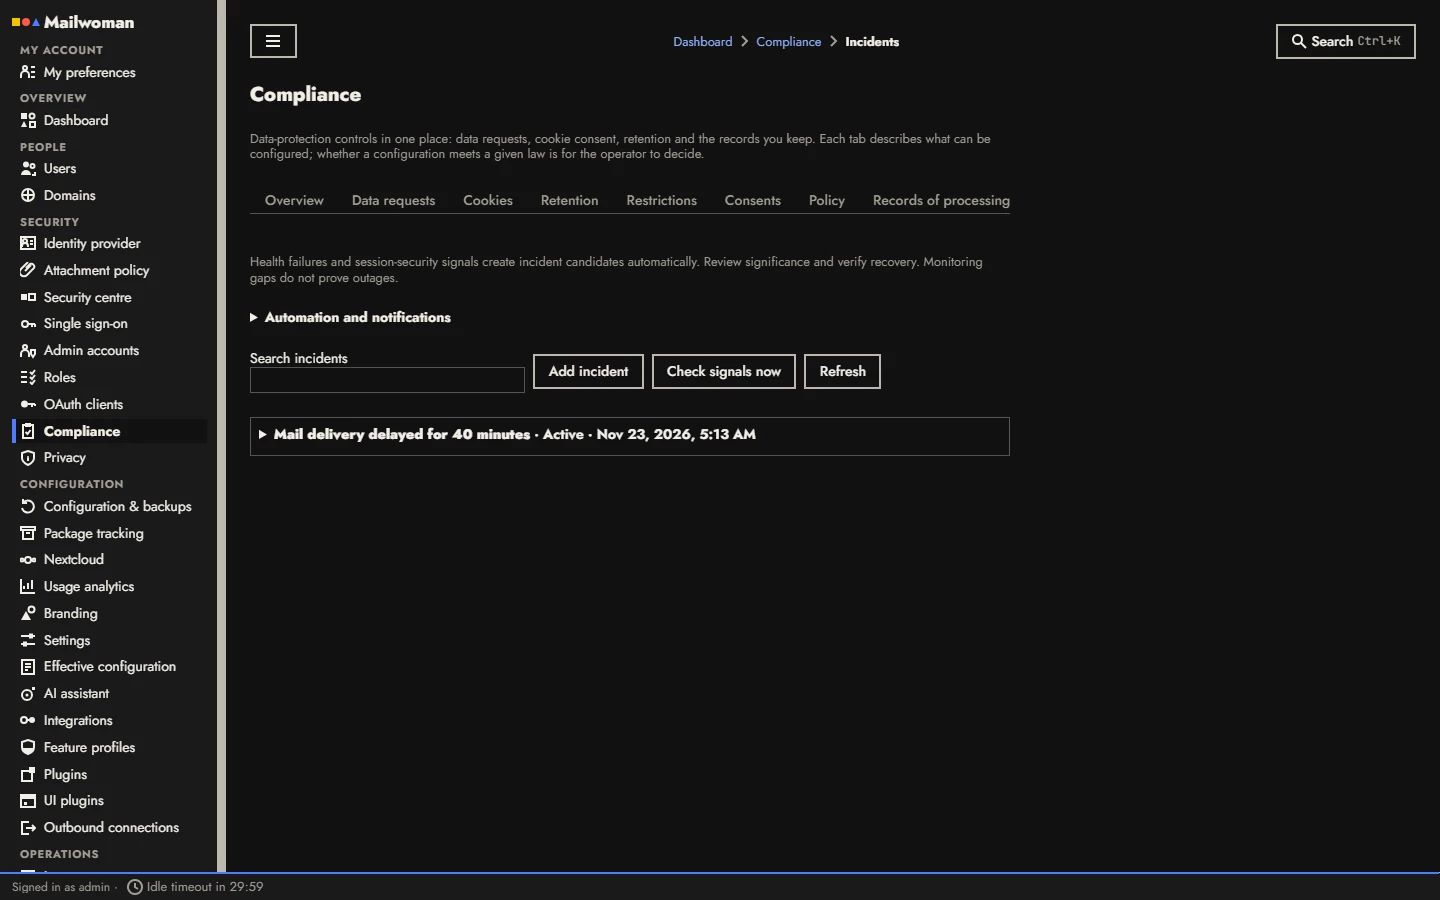 Mailwoman
MY ACCOUNT
My preferences
OVERVIEW
Dashboard
PEOPLE
Users
Domains
SECURITY
Identity provider
Attachment policy
Security centre
Single sign-on
Admin accounts
Roles
OAuth clients
Compliance
Privacy
CONFIGURATION
Configuration & backups
Package tracking
Nextcloud
Usage analytics
Branding
Settings
Effective configuration
AI assistant
Integrations
Feature profiles
Plugins
UI plugins
Outbound connections
OPERATIONS
Dashboard Compliance Incidents
Search Ctrl+K
Compliance
Data-protection controls in one place: data requests, cookie consent, retention and the records you keep. Each tab describes what can be
configured; whether a configuration meets a given law is for the operator to decide.
Overview Data requests Cookies Retention Restrictions Consents Policy Records of processing
Health failures and session-security signals create incident candidates automatically. Review significance and verify recovery. Monitoring
gaps do not prove outages.
Automation and notifications
Search incidents
Add incident Check signals now Refresh
Mail delivery delayed for 40 minutes · Active · Nov 23, 2026, 5:13 AM
Signed in as admin · Idle timeout in 29:59